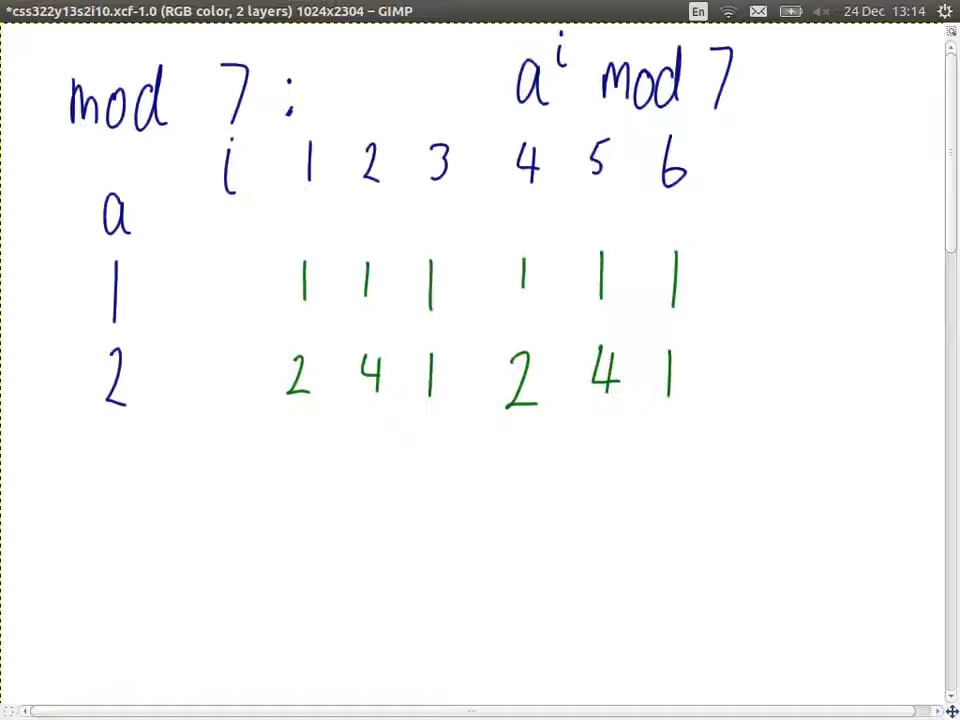 *css322y13s2i10.xcf-1.0 (RGB color, 2 layers) 1024x2304 – GIMP En 24 Dec 13:14
mod 7 : a^i mod 7
i 1 2 3 4 5 6
a
1 1 1 1 1 1 1
2 2 4 1 2 4 1